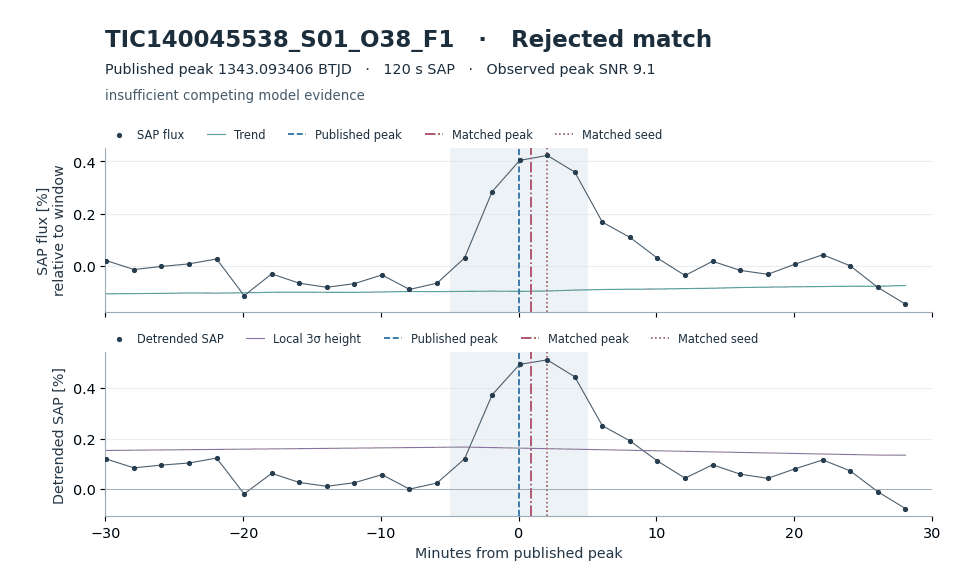 TIC140045538_S01_O38_F1 · Rejected match
Published peak 1343.093406 BTJD · 120 s SAP · Observed peak SNR 9.1
insufficient competing model evidence
SAP flux Trend Published peak Matched peak Matched seed
SAP flux [%]
relative to window
0.4
0.2
0.0
Detrended SAP Local 3σ height Published peak Matched peak Matched seed
Detrended SAP [%]
0.4
0.2
0.0
−30 −20 −10 0 10 20 30
Minutes from published peak